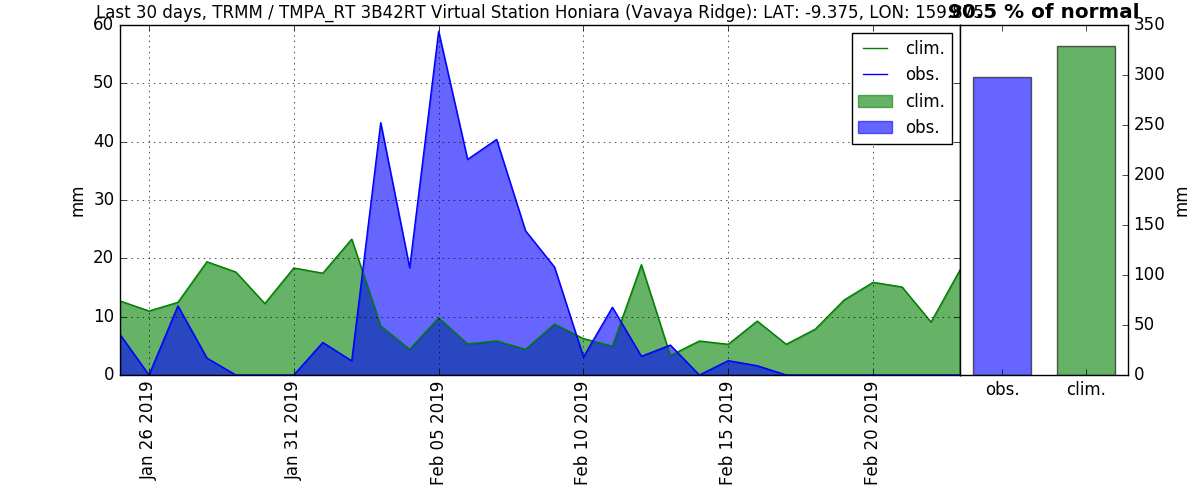 Last 30 days, TRMM / TMPA_RT 3B42RT Virtual Station Honiara (Vavaya Ridge): LAT: -9.375, LON:
90.5 % of normal
60
50
40
30
20
10
0
mm
clim.
obs.
clim.
obs.
Jan 26 2019
Jan 31 2019
Feb 05 2019
Feb 10 2019
Feb 15 2019
Feb 20 2019
350
300
250
200
150
100
50
0
mm
obs.
clim.